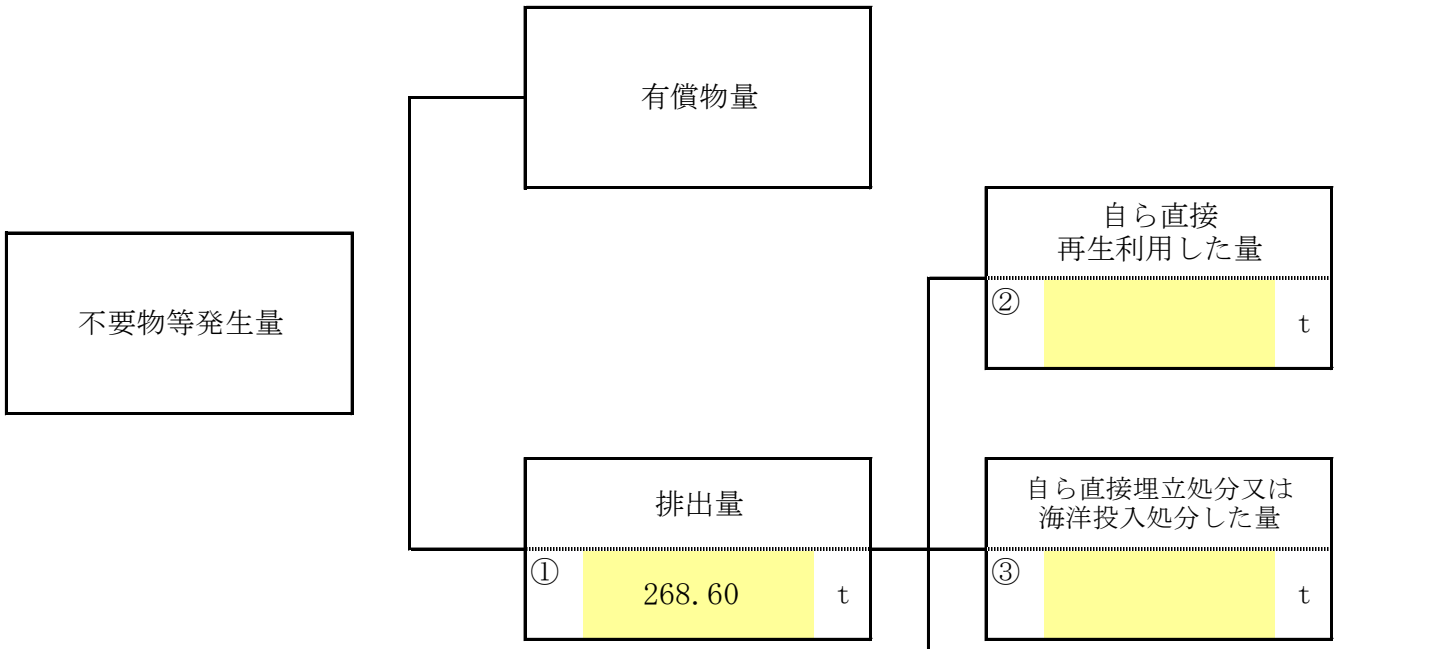 有償物量
自ら直接
再生利用した量
②
t
不要物等発生量
排出量
① 268.60 t
自ら直接埋立処分又は
海洋投入処分した量
③
t